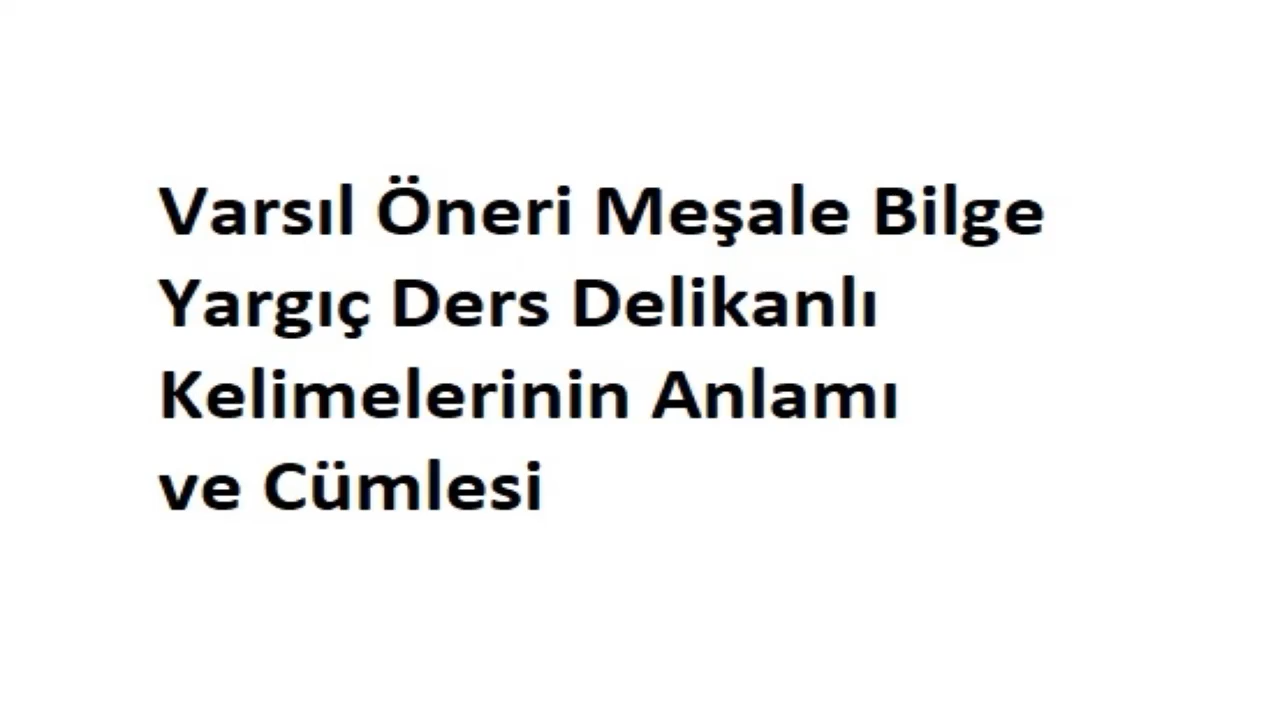 Varsıl Öneri Meşale Bilge
Yargıç Ders Delikanlı
Kelimelerinin Anlamı
ve Cümlesi